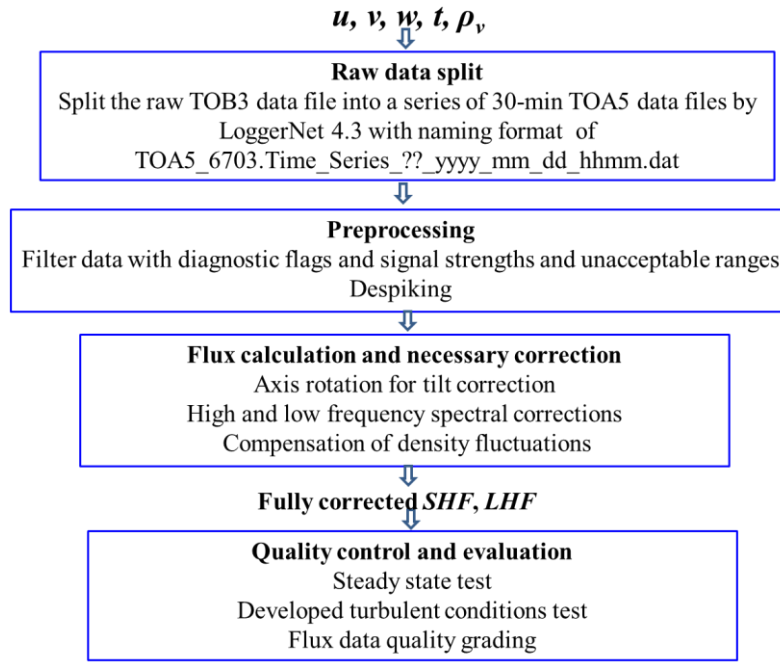 u, v, w, t, ρv
Raw data split
Split the raw TOB3 data file into a series of 30-min TOA5 data files by
LoggerNet 4.3 with naming format of
TOA5_6703.Time_Series_??_yyyy_mm_dd_hhmm.dat
Preprocessing
Filter data with diagnostic flags and signal strengths and unacceptable ranges
Despiking
Flux calculation and necessary correction
Axis rotation for tilt correction
High and low frequency spectral corrections
Compensation of density fluctuations
Fully corrected SHF, LHF
Quality control and evaluation
Steady state test
Developed turbulent conditions test
Flux data quality grading